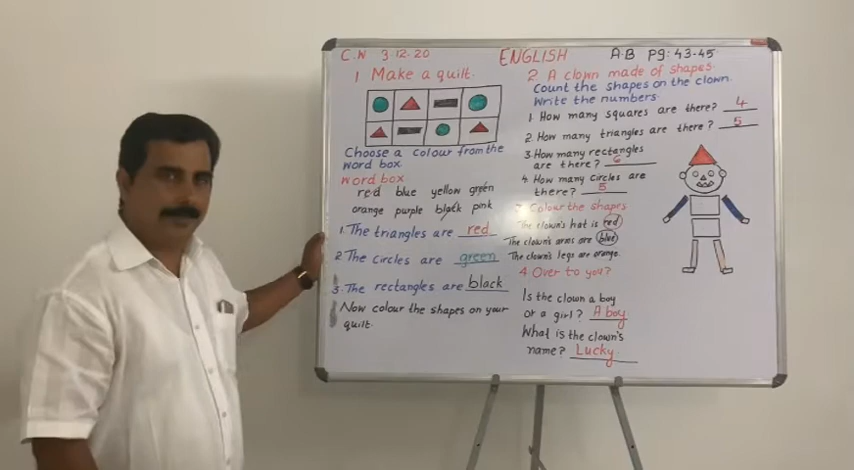 C.W 3.12.20 ENGLISH A.B Pg: 43-45
1 Make a quilt.
Choose a colour from the
word box
word box
red blue yellow green
orange purple black pink
1. The triangles are red
2 The circles are green
3. The rectangles are black
Now colour the shapes on your
quilt.
2. A clown made of shapes.
Count the shapes on the clown.
Write the numbers.
1 How many squares are there? 4
2. How many triangles are there? 5
3 How many rectangles
are there? 6
4. How many circles are
there? 5
3 Colour the shapes
The clown's hat is red
The clown's arms are blue
The clown's legs are orange.
4 Over to you?
Is the clown a boy
or a girl? A boy
What is the clown's
name? Lucky.